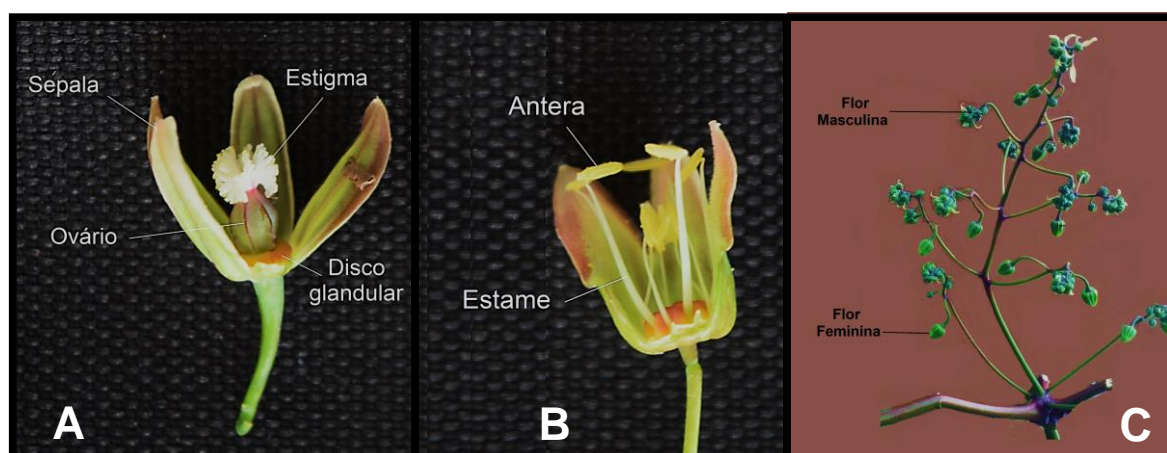 Sépala
Estigma
Ovário
Disco
glandular
A
Antera
Estame
B
Flor
Masculina
Flor
Feminina
C